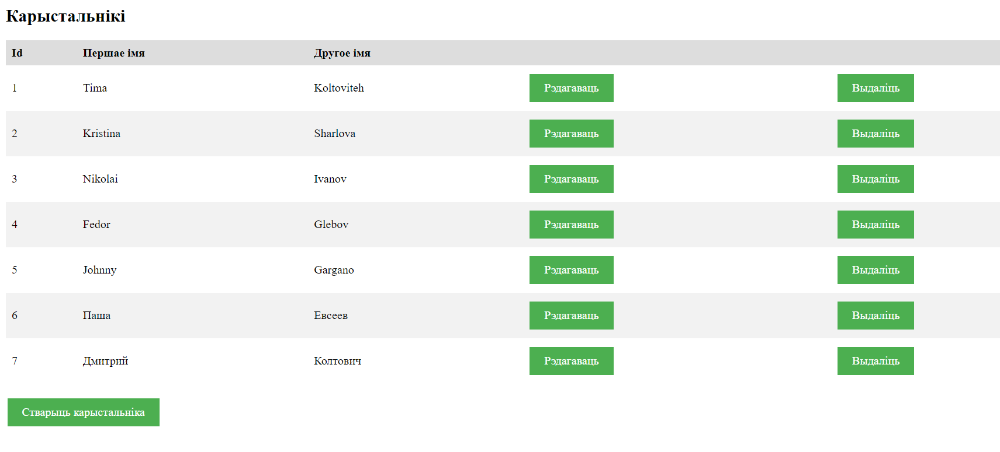 Карыстальнікі
Id Першае імя Другое імя
1 Tima Koltoviteh Рэдагаваць Выдаліць
2 Kristina Sharlova Рэдагаваць Выдаліць
3 Nikolai Ivanov Рэдагаваць Выдаліць
4 Fedor Glebov Рэдагаваць Выдаліць
5 Johnny Gargano Рэдагаваць Выдаліць
6 Паша Евсеев Рэдагаваць Выдаліць
7 Дмитрий Колтович Рэдагаваць Выдаліць
Стварыць карыстальніка